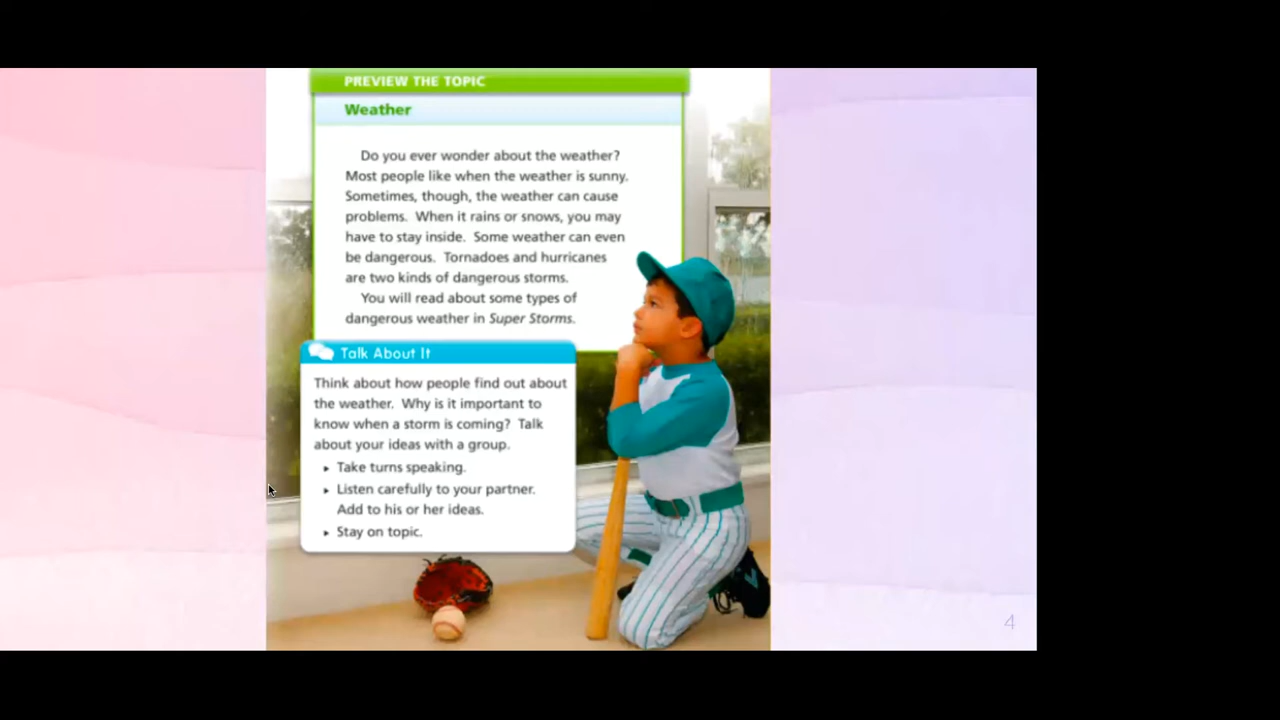 PREVIEW THE TOPIC
Weather
Do you ever wonder about the weather?
Most people like when the weather is sunny.
Sometimes, though, the weather can cause
problems. When it rains or snows, you may
have to stay inside. Some weather can even
be dangerous. Tornadoes and hurricanes
are two kinds of dangerous storms.
You will read about some types of
dangerous weather in Super Storms.
Talk About It
Think about how people find out about
the weather. Why is it important to
know when a storm is coming? Talk
about your ideas with a group.
▸ Take turns speaking.
▸ Listen carefully to your partner.
Add to his or her ideas.
▸ Stay on topic.
4